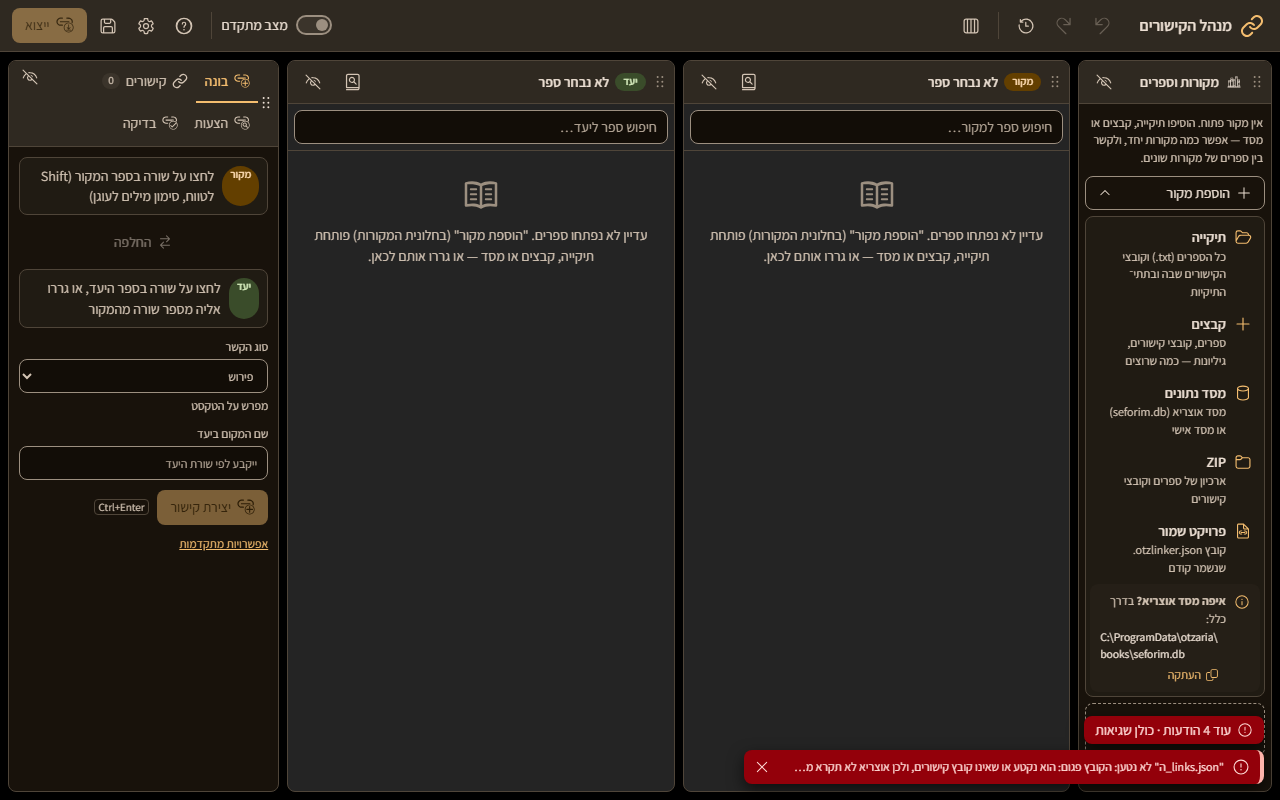 מנהל הקישורים
מצב מתקדם
ייצוא
מקורות וספרים
אין מקור פתוח. הוסיפו תיקייה, קבצים או
מסד — אפשר כמה מקורות יחד, ולקשר
בין ספרים של מקורות שונים.
הוספת מקור
תיקייה
כל הספרים (.txt) וקובצי
הקישורים שבה ובתתי־
התיקיות
קבצים
ספרים, קובצי קישורים,
גיליונות — כמה שרוצים
מסד נתונים
מסד אוצריא (seforim.db)
או מסד אישי
ZIP
ארכיון של ספרים וקובצי
קישורים
פרויקט שמור
קובץ .otzlinker.json
שנשמר קודם
איפה מסד אוצריא? בדרך
כלל:
C:\ProgramData\otzaria\
books\seforim.db
העתקה
עוד 4 הודעות · כולן שגיאות
"ה_links.json" לא נטען: הקובץ פגום: הוא נקטע או שאינו קובץ קישורים, ולכן אוצריא לא תקרא מ…
מקור
לא נבחר ספר
חיפוש ספר למקור…
עדיין לא נפתחו ספרים. "הוספת מקור" (בחלונית המקורות) פותחת
תיקייה, קבצים או מסד — או גררו אותם לכאן.
יעד
לא נבחר ספר
חיפוש ספר ליעד…
עדיין לא נפתחו ספרים. "הוספת מקור" (בחלונית המקורות) פותחת
תיקייה, קבצים או מסד — או גררו אותם לכאן.
בונה
קישורים 0
הצעות
בדיקה
מקור
לחצו על שורה בספר המקור (Shift
לטווח, סימון מילים לעוגן)
החלפה
יעד
לחצו על שורה בספר היעד, או גררו
אליה מספר שורה מהמקור
סוג הקשר
פירוש
מפרש על הטקסט
שם המקום ביעד
ייקבע לפי שורת היעד
יצירת קישור
Ctrl+Enter
אפשרויות מתקדמות